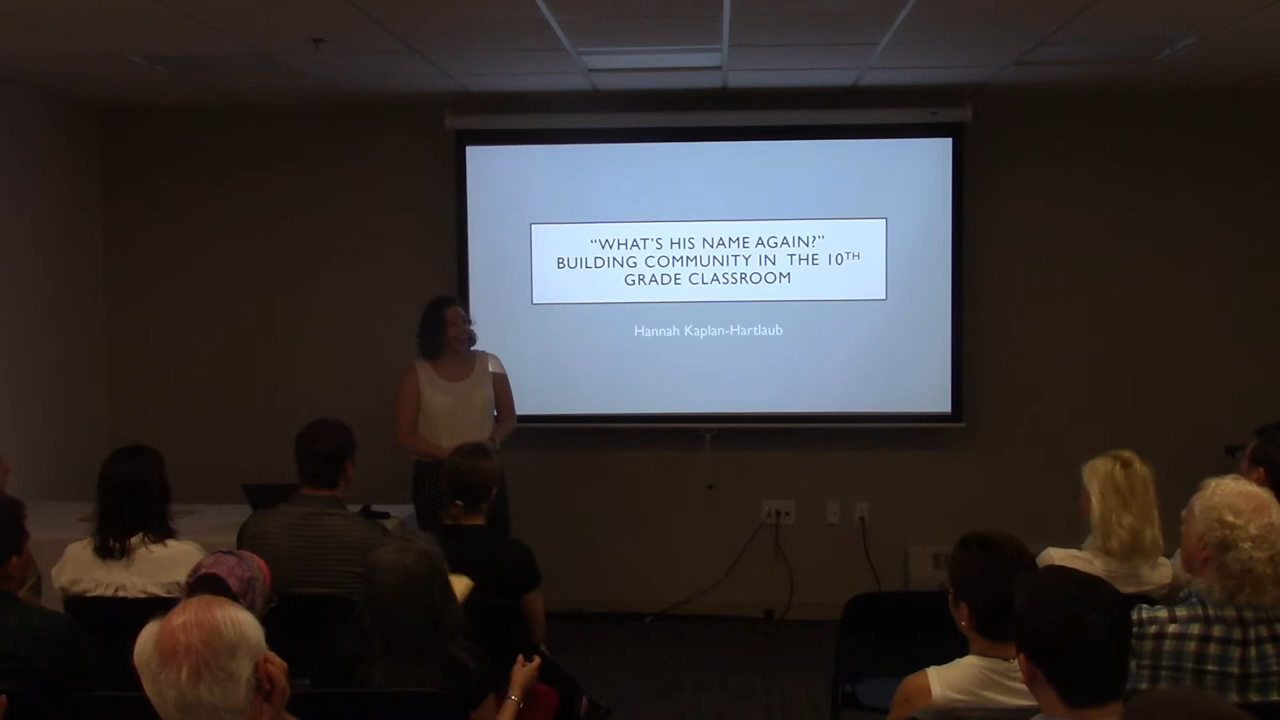 “WHAT’S HIS NAME AGAIN?”
BUILDING COMMUNITY IN THE 10TH
GRADE CLASSROOM
Hannah Kaplan-Hartlaub